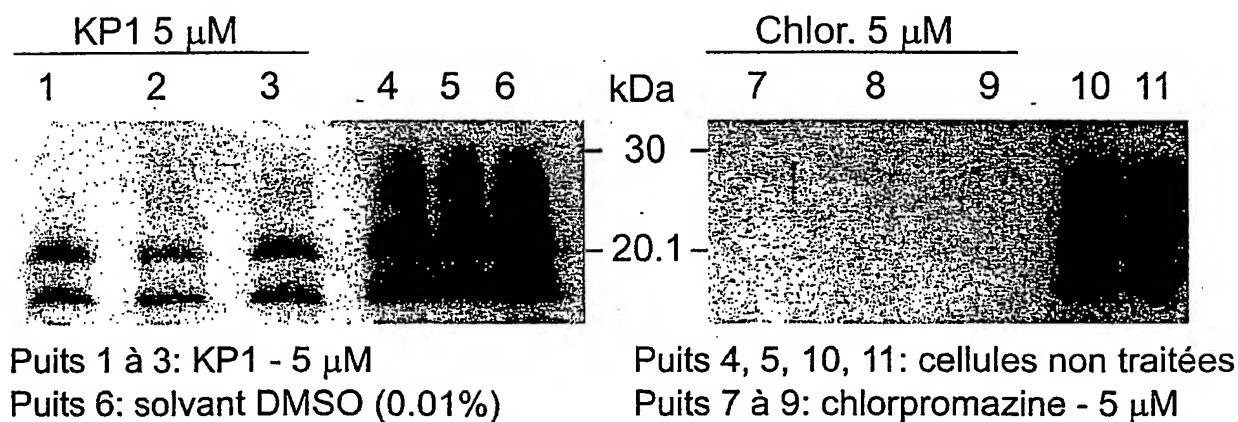 KP1 5 μM
Chlor. 5 μM
1 2 3 4 5 6 kDa 7 8 9 10 11
30
20.1
Puits 1 à 3: KP1 - 5 μM
Puits 4, 5, 10, 11: cellules non traitées
Puits 6: solvant DMSO (0.01%)
Puits 7 à 9: chlorpromazine - 5 μM